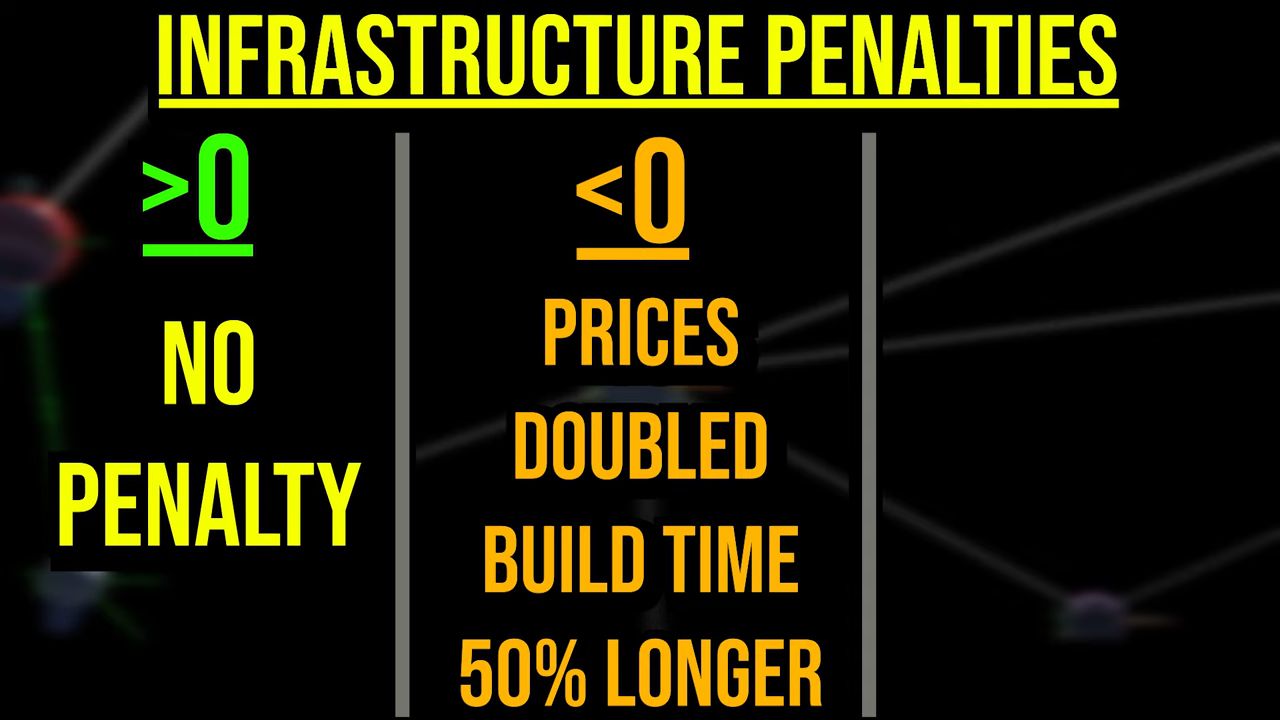 INFRASTRUCTURE PENALTIES
>0
NO
PENALTY
<0
PRICES
DOUBLED
BUILD TIME
50% LONGER